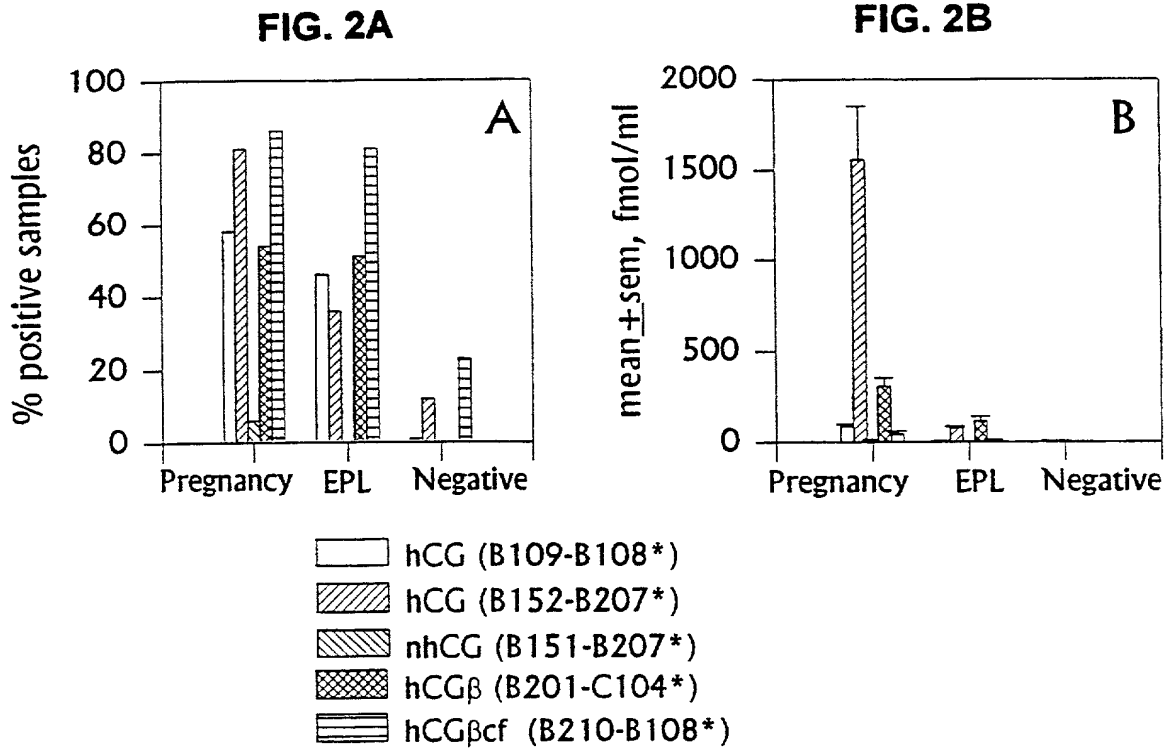 FIG. 2A
% positive samples
100
80
60
40
20
0
A
Pregnancy EPL Negative
FIG. 2B
mean±sem, fmol/ml
2000
1500
1000
500
0
B
Pregnancy EPL Negative
hCG (B109-B108*)
hCG (B152-B207*)
nhCG (B151-B207*)
hCGβ (B201-C104*)
hCGβcf (B210-B108*)